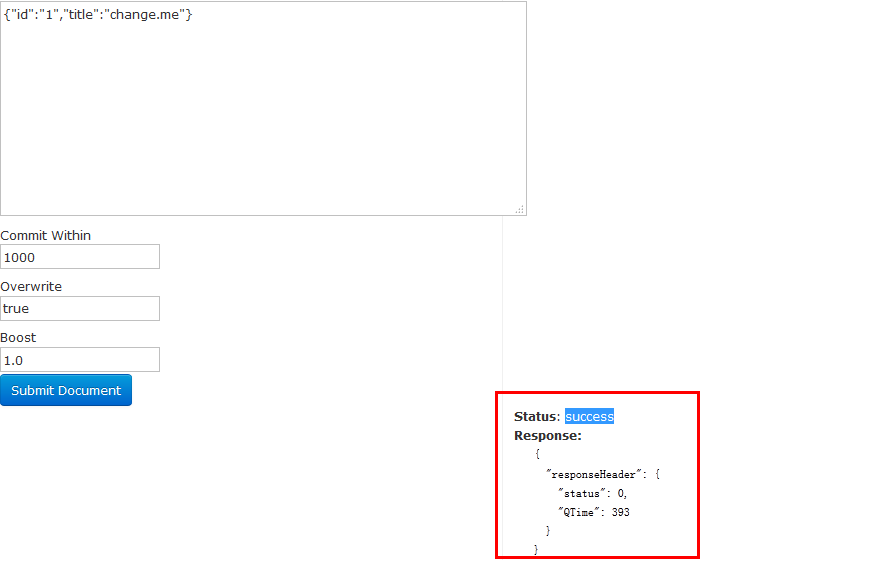 {"id":"1","title":"change.me"}
Commit Within
1000
Overwrite
true
Boost
1.0
Submit Document
Status: success
Response:
{
"responseHeader": {
"status": 0,
"QTime": 393
}
}